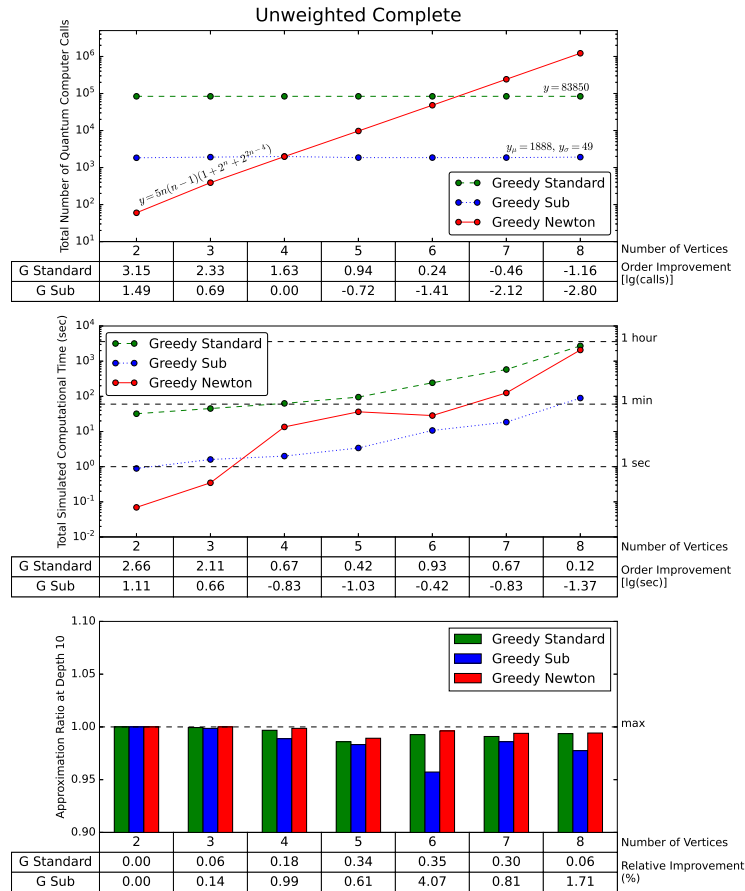 Unweighted Complete
Total Number of Quantum Computer Calls
10^6
10^5
10^4
10^3
10^2
10^1
y = 83850
y_μ = 1888, y_σ = 49
y = 5n(n−1)(1+2^n+2^{2n−4})
Greedy Standard
Greedy Sub
Greedy Newton
2 3 4 5 6 7 8 Number of Vertices
G Standard 3.15 2.33 1.63 0.94 0.24 -0.46 -1.16 Order Improvement
G Sub 1.49 0.69 0.00 -0.72 -1.41 -2.12 -2.80 [lg(calls)]
Total Simulated Computational Time (sec)
10^4
10^3
10^2
10^1
10^0
10^-1
10^-2
Greedy Standard
Greedy Sub
Greedy Newton
1 hour
1 min
1 sec
2 3 4 5 6 7 8 Number of Vertices
G Standard 2.66 2.11 0.67 0.42 0.93 0.67 0.12 Order Improvement
G Sub 1.11 0.66 -0.83 -1.03 -0.42 -0.83 -1.37 [lg(sec)]
Approximation Ratio at Depth 10
1.10
1.05
1.00
0.95
0.90
Greedy Standard
Greedy Sub
Greedy Newton
max
2 3 4 5 6 7 8 Number of Vertices
G Standard 0.00 0.06 0.18 0.34 0.35 0.30 0.06 Relative Improvement
G Sub 0.00 0.14 0.99 0.61 4.07 0.81 1.71 (%)